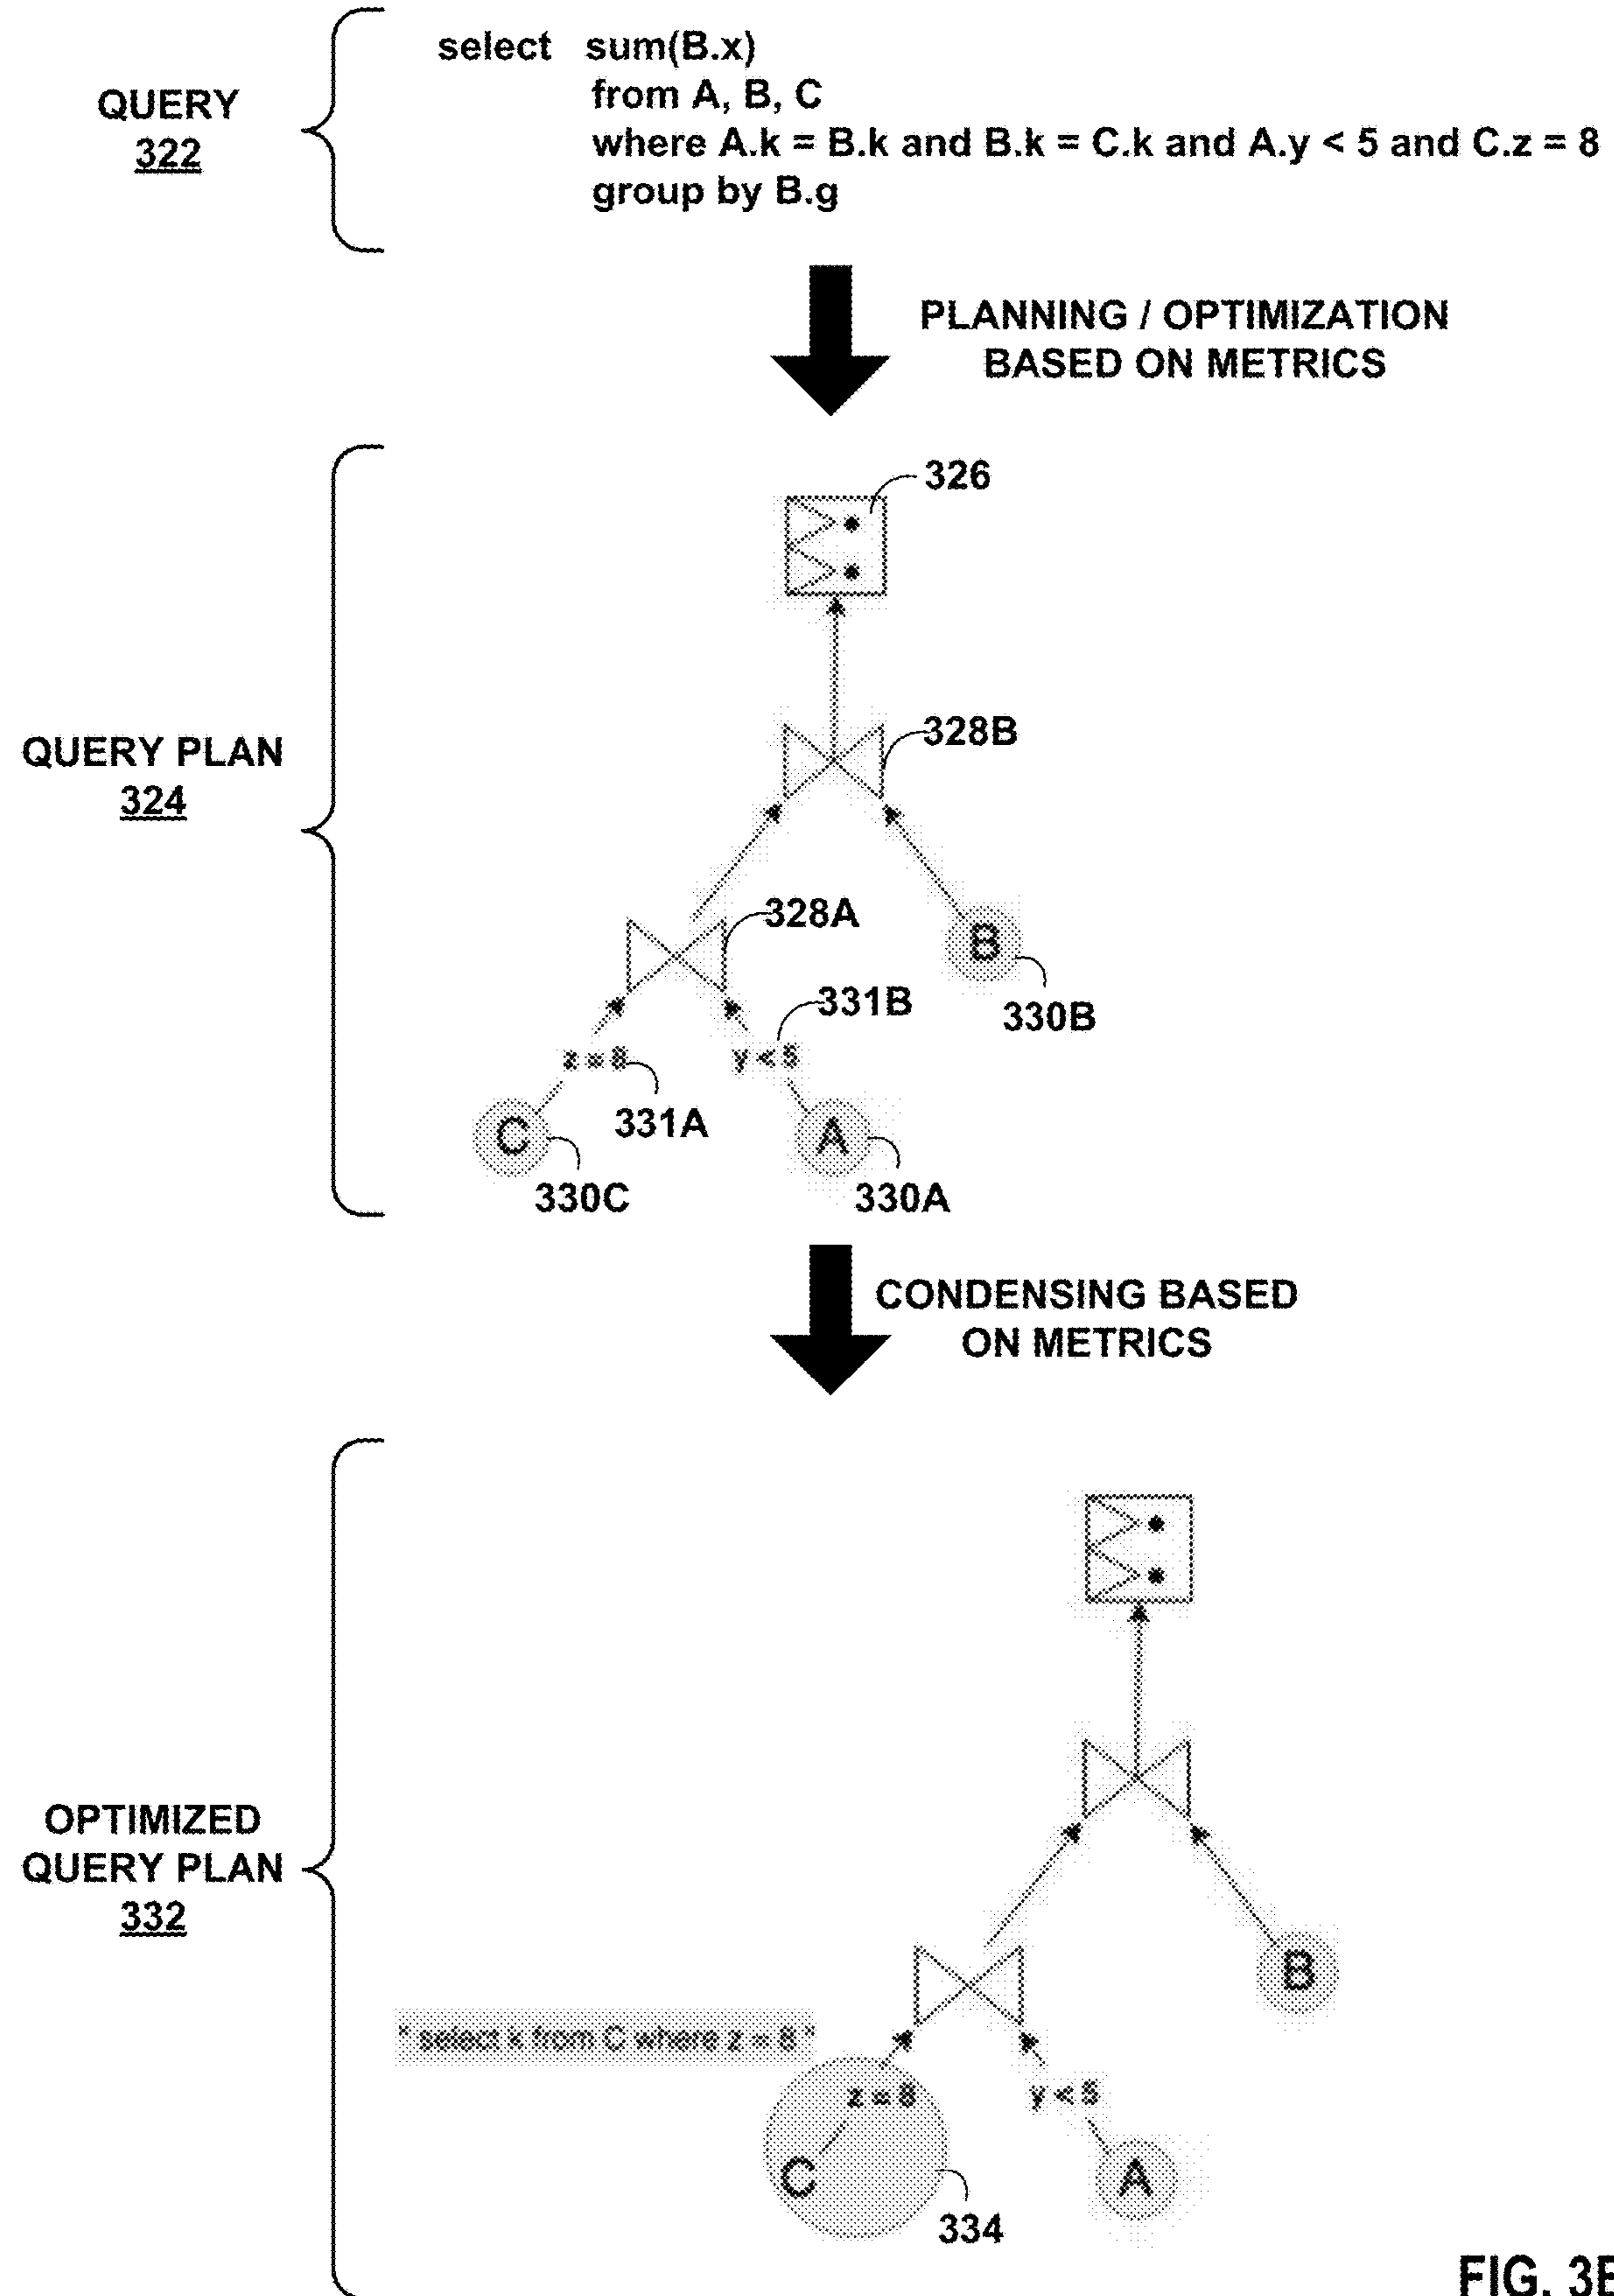 select sum(B.x)
from A, B, C
where A.k = B.k and B.k = C.k and A.y < 5 and C.z = 8
group by B.g
QUERY
322
PLANNING / OPTIMIZATION
BASED ON METRICS
326
328B
QUERY PLAN
324
328A
B
331B
330B
z = 8
y < 5
331A
C
A
330C
330A
CONDENSING BASED
ON METRICS
OPTIMIZED
QUERY PLAN
332
B
" select k from C where z = 8 "
z = 8
y < 5
C
A
334
FIG. 3B